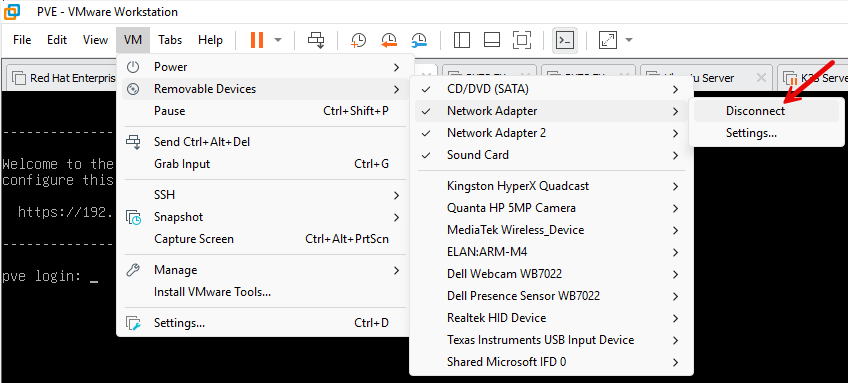 PVE - VMware Workstation
File Edit View VM Tabs Help
Red Hat Enterpris
Server
K3S Serve
Power
Removable Devices
Pause Ctrl+Shift+P
Send Ctrl+Alt+Del
Grab Input Ctrl+G
SSH
Snapshot
Capture Screen Ctrl+Alt+PrtScn
Manage
Install VMware Tools...
Settings... Ctrl+D
CD/DVD (SATA)
Network Adapter
Network Adapter 2
Sound Card
Kingston HyperX Quadcast
Quanta HP 5MP Camera
MediaTek Wireless_Device
ELAN:ARM-M4
Dell Webcam WB7022
Dell Presence Sensor WB7022
Realtek HID Device
Texas Instruments USB Input Device
Shared Microsoft IFD 0
Disconnect
Settings...
------------------
Welcome to the
configure this
https://192.
------------------
pve login: _